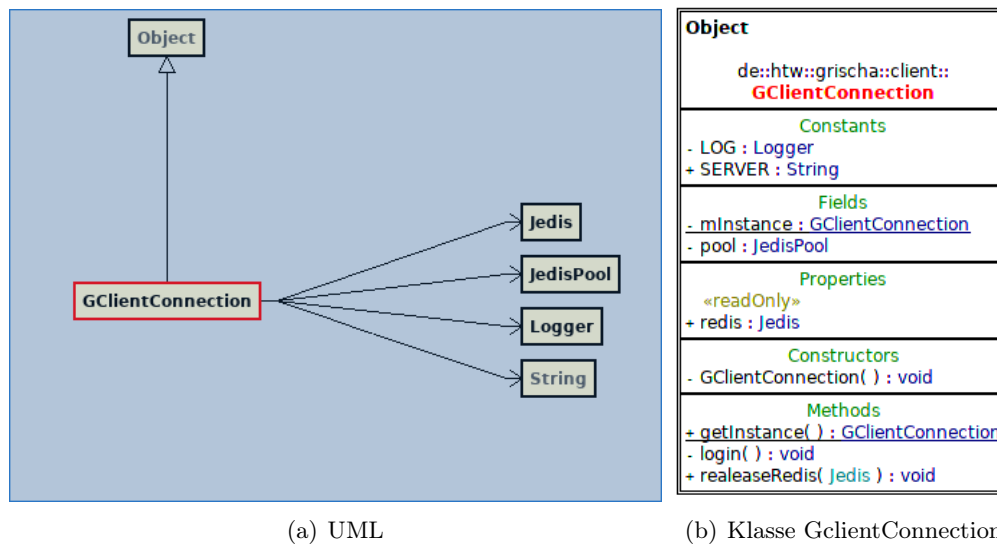 Object
Jedis
JedisPool
GClientConnection
Logger
String
(a) UML
Object
de::htw::grischa::client::
GClientConnection
Constants
- LOG : Logger
+ SERVER : String
Fields
- mInstance : GClientConnection
- pool : JedisPool
Properties
«readOnly»
+ redis : Jedis
Constructors
- GClientConnection( ) : void
Methods
+ getInstance( ) : GClientConnection
- login( ) : void
+ realeaseRedis( Jedis ) : void
(b) Klasse GclientConnection